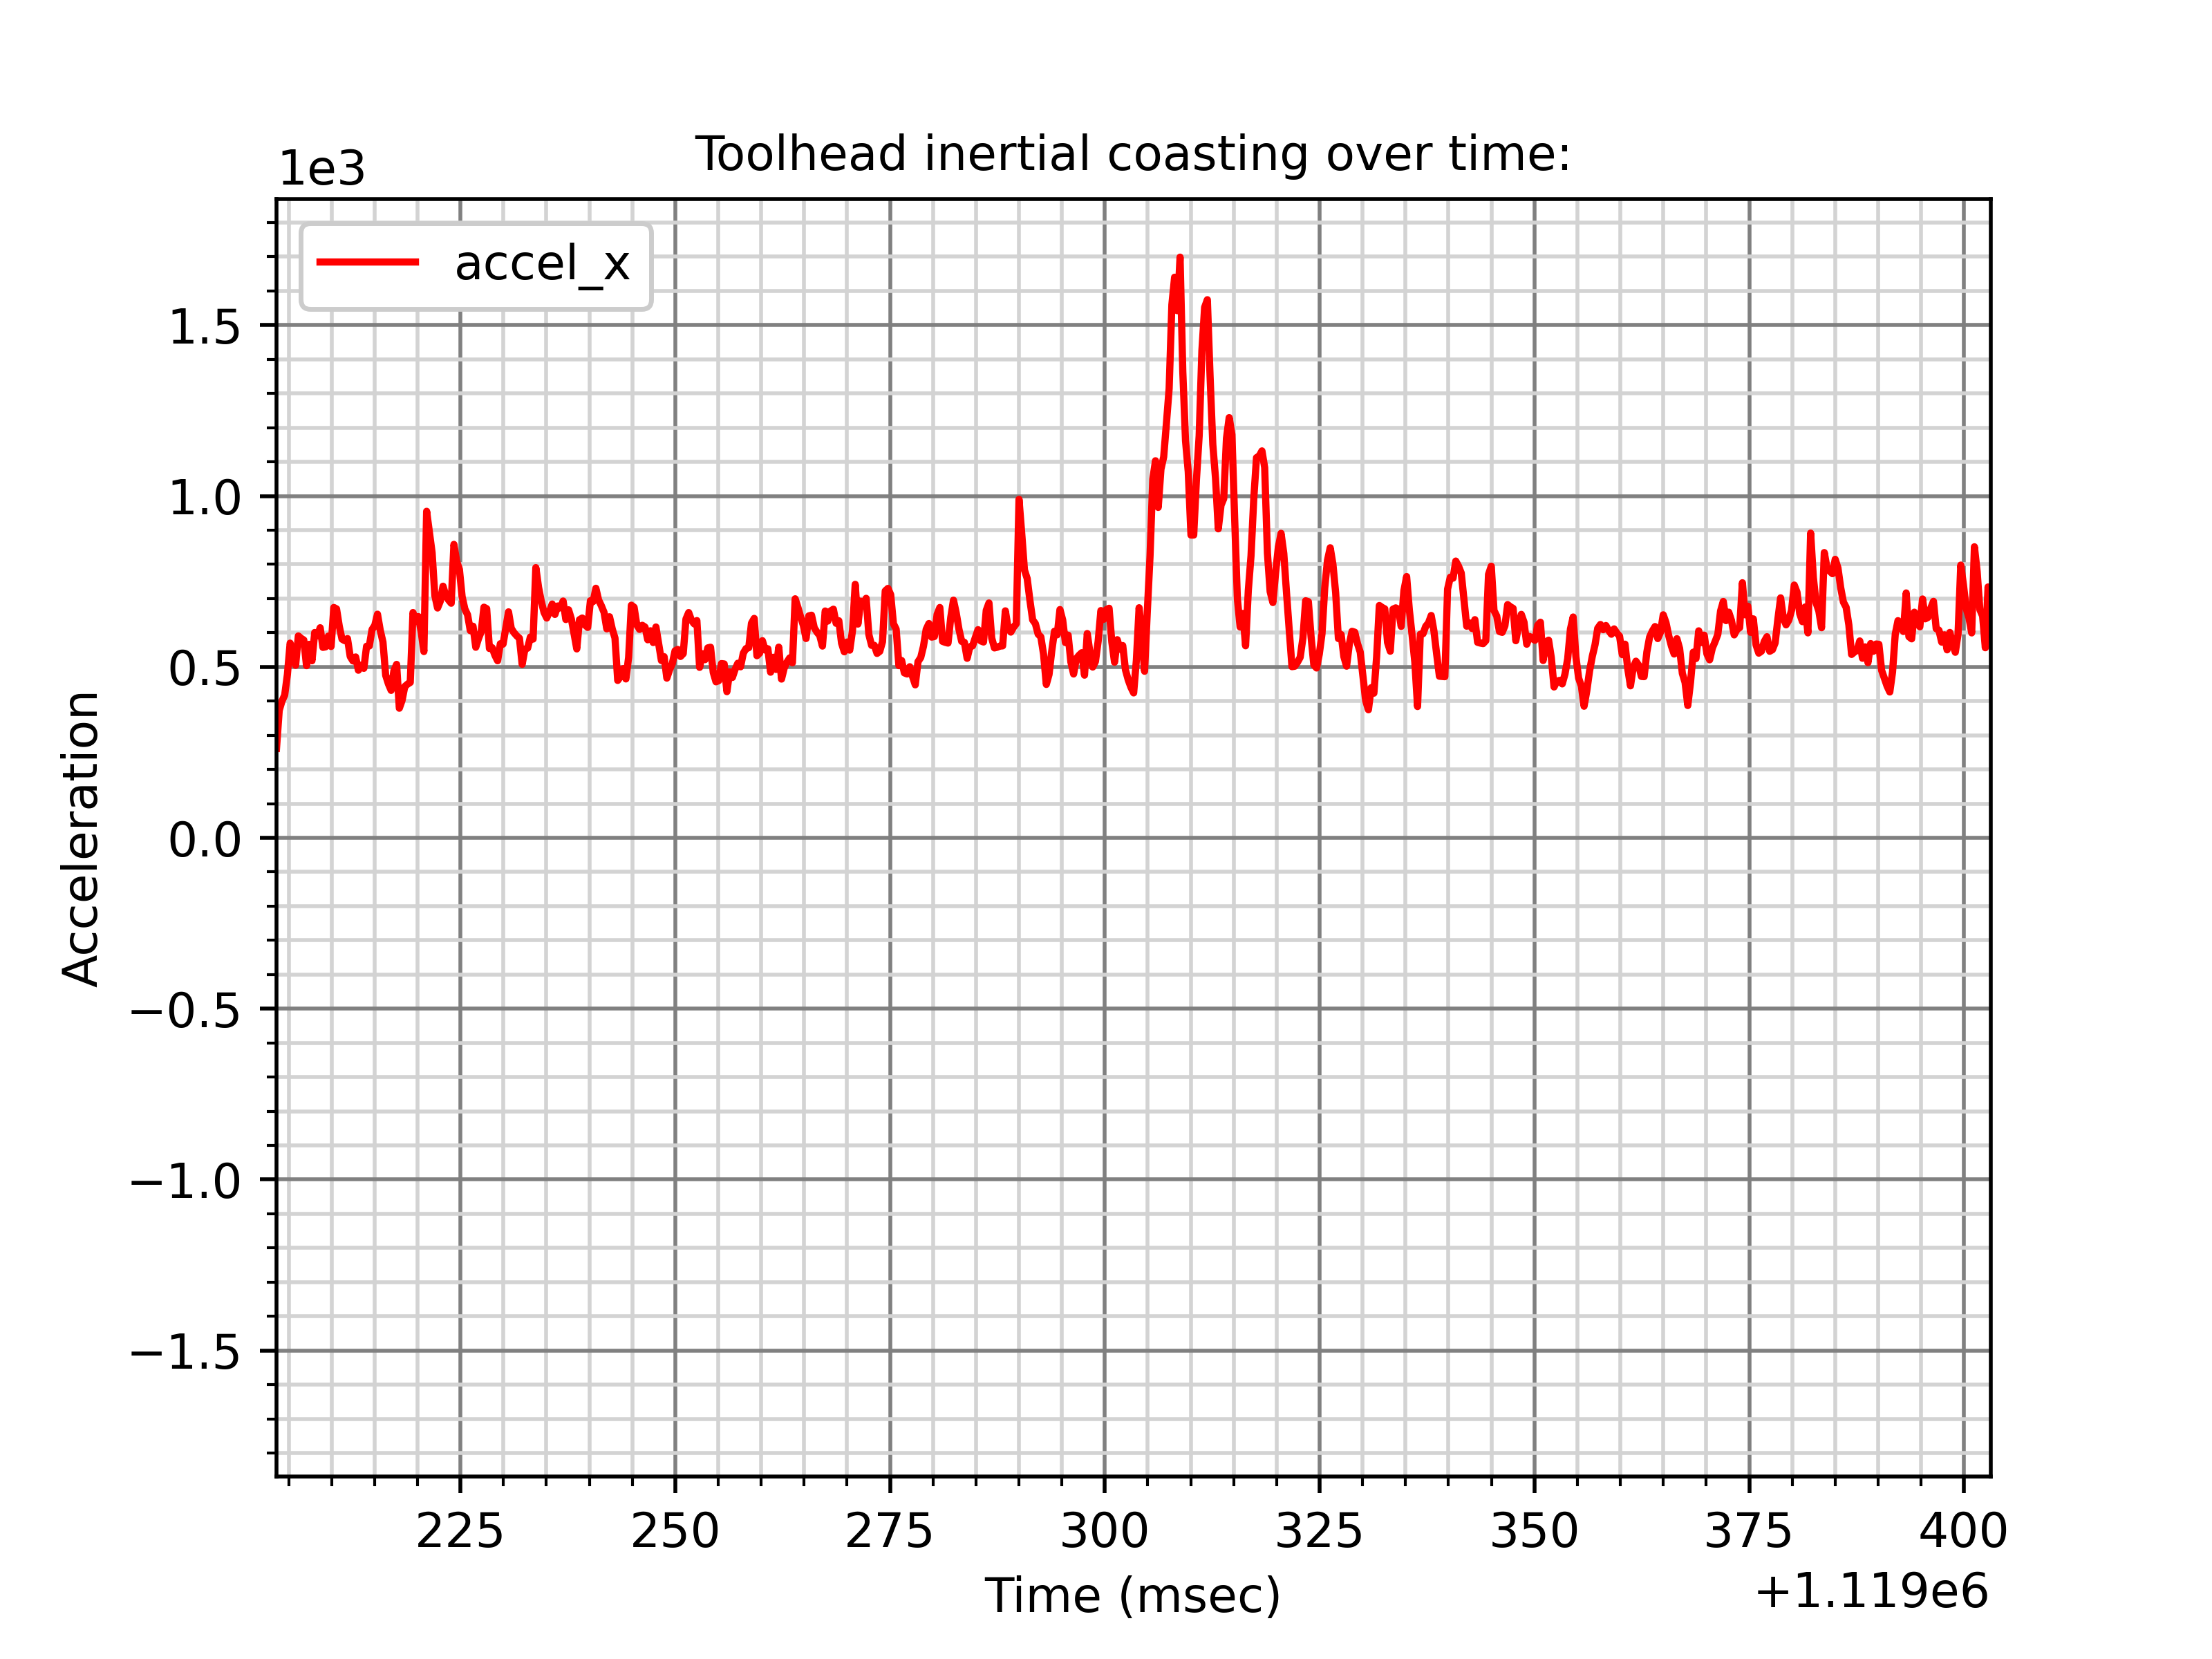 Toolhead inertial coasting over time:
1e3
accel_x
1.5
1.0
0.5
0.0
−0.5
−1.0
−1.5
Acceleration
225 250 275 300 325 350 375 400
Time (msec)
+1.119e6